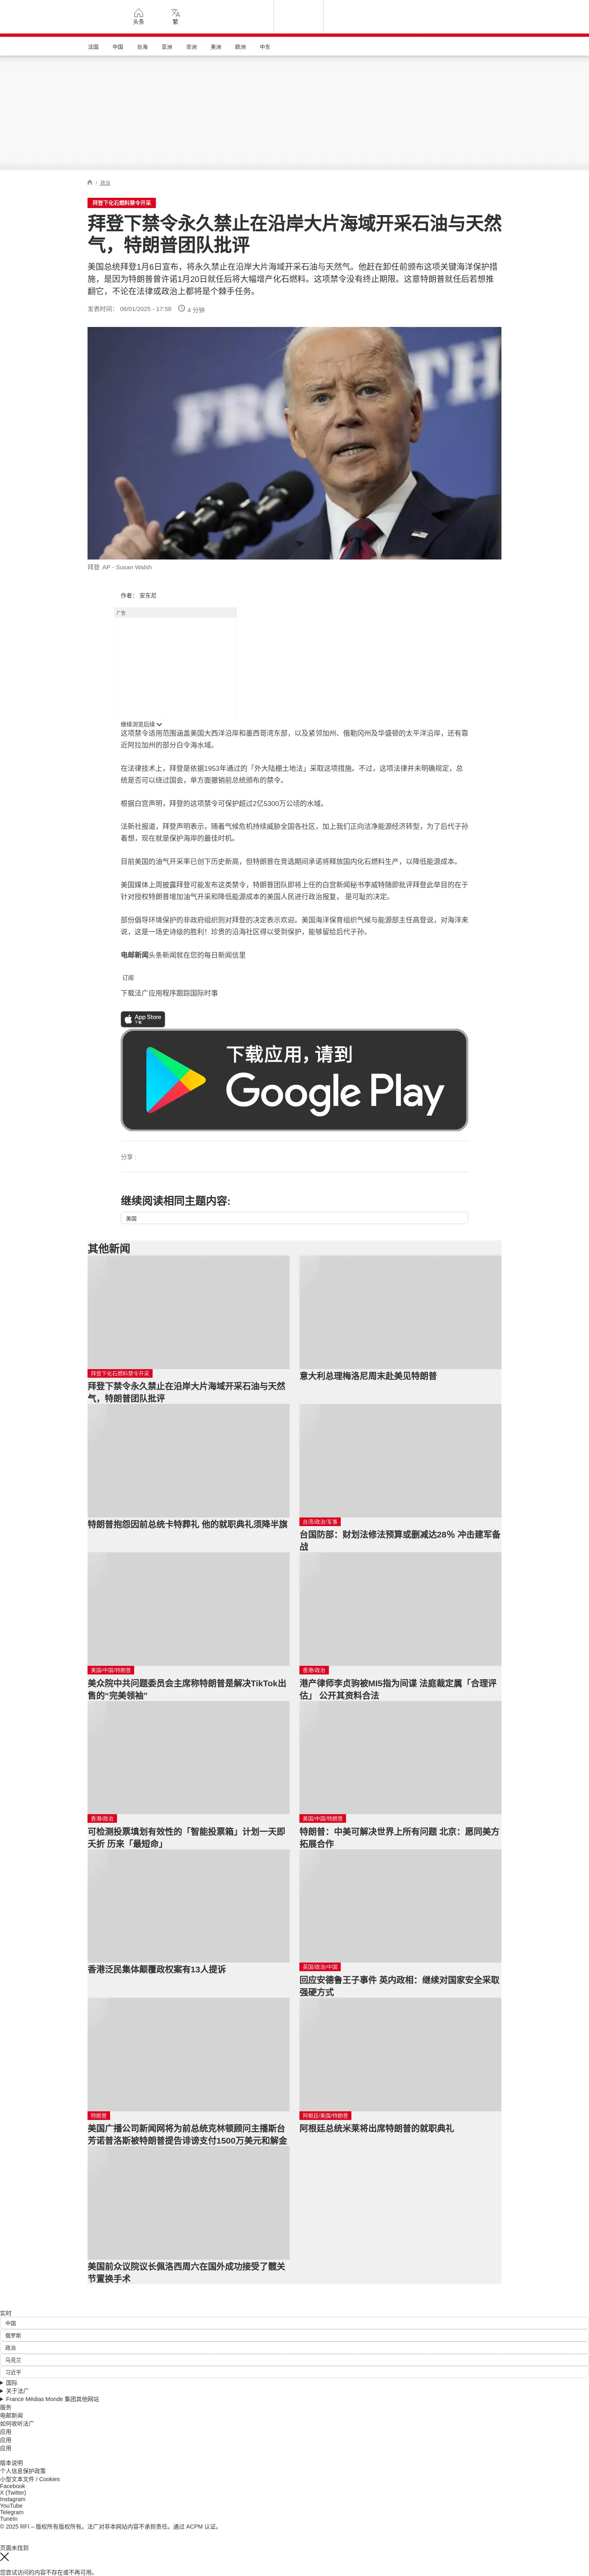 头条
繁
法国
中国
台海
亚洲
非洲
美洲
欧洲
中东
/ 政治
拜登下化石燃料禁令开采
拜登下禁令永久禁止在沿岸大片海域开采石油与天然
气，特朗普团队批评
美国总统拜登1月6日宣布，将永久禁止在沿岸大片海域开采石油与天然气。他赶在卸任前颁布这项关键海洋保护措
施，是因为特朗普曾许诺1月20日就任后将大幅增产化石燃料。这项禁令没有终止期限。这意特朗普就任后若想推
翻它，不论在法律或政治上都将是个棘手任务。
发表时间： 06/01/2025 - 17:58
4 分钟
拜登 AP - Susan Walsh
作者： 安东尼
广告
继续浏览后续
这项禁令适用范围涵盖美国大西洋沿岸和墨西哥湾东部，以及紧邻加州、俄勒冈州及华盛顿的太平洋沿岸，还有靠
近阿拉加州的部分白令海水域。
在法律技术上，拜登是依据1953年通过的「外大陆棚土地法」采取这项措施。不过，这项法律并未明确规定，总
统是否可以绕过国会，单方面撤销前总统颁布的禁令。
根据白宫声明，拜登的这项禁令可保护超过2亿5300万公顷的水域。
法新社报道，拜登声明表示，随着气候危机持续威胁全国各社区，加上我们正向洁净能源经济转型，为了后代子孙
着想，现在就是保护海岸的最佳时机。
目前美国的油气开采率已创下历史新高，但特朗普在竞选期间承诺将释放国内化石燃料生产，以降低能源成本。
美国媒体上周披露拜登可能发布这类禁令，特朗普团队即将上任的白宫新闻秘书李威特随即批评拜登此举目的在于
针对授权特朗普增加油气开采和降低能源成本的美国人民进行政治报复， 是可耻的决定。
部份倡导环境保护的非政府组织则对拜登的决定表示欢迎。美国海洋保育组织气候与能源部主任高登说，对海洋来
说，这是一场史诗级的胜利！珍贵的沿海社区得以受到保护，能够留给后代子孙。
电邮新闻头条新闻就在您的每日新闻信里
订阅
下载法广应用程序跟踪国际时事
App Store
下载
下载应用，请到
Google Play
分享 :
继续阅读相同主题内容:
美国
其他新闻
拜登下化石燃料禁令开采
拜登下禁令永久禁止在沿岸大片海域开采石油与天然
气，特朗普团队批评
意大利总理梅洛尼周末赴美见特朗普
特朗普抱怨因前总统卡特葬礼 他的就职典礼须降半旗
台湾/政治/军事
台国防部：财划法修法预算或删减达28% 冲击建军备
战
美国/中国/特朗普
美众院中共问题委员会主席称特朗普是解决TikTok出
售的“完美领袖”
香港/政治
港产律师李贞驹被MI5指为间谍 法庭裁定属「合理评
估」 公开其资料合法
香港/政治
可检测投票填划有效性的「智能投票箱」计划一天即
夭折 历来「最短命」
美国/中国/特朗普
特朗普：中美可解决世界上所有问题 北京：愿同美方
拓展合作
香港泛民集体颠覆政权案有13人提诉
英国/政治/中国
回应安德鲁王子事件 英内政相：继续对国家安全采取
强硬方式
特朗普
美国广播公司新闻网将为前总统克林顿顾问主播斯台
芳诺普洛斯被特朗普提告诽谤支付1500万美元和解金
阿根廷/美国/特朗普
阿根廷总统米莱将出席特朗普的就职典礼
美国前众议院议长佩洛西周六在国外成功接受了髋关
节置换手术
实时
中国
俄罗斯
政治
乌克兰
习近平
国际
关于法广
France Médias Monde 集团其他网站
服务
电邮新闻
如何收听法广
应用
应用
应用
版本说明
个人信息保护政策
小型文本文件 / Cookies
Facebook
X (Twitter)
Instagram
YouTube
Telegram
TuneIn
© 2025 RFI – 版权所有版权所有。法广对非本网站内容不承担责任。通过 ACPM 认证。
页面未找到
您尝试访问的内容不存在或不再可用。